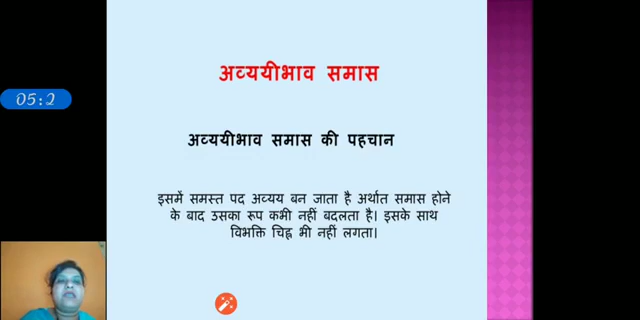 अव्ययीभाव समास
05:2
अव्ययीभाव समास की पहचान
इसमें समस्त पद अव्यय बन जाता है अर्थात समास होने
के बाद उसका रूप कभी नहीं बदलता है। इसके साथ
विभक्ति चिह्न भी नहीं लगता।